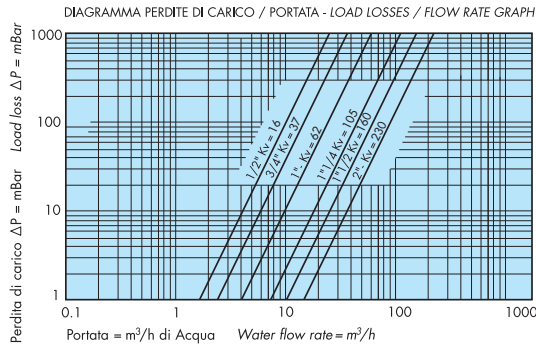 DIAGRAMMA PERDITE DI CARICO / PORTATA - LOAD LOSSES / FLOW RATE GRAPH
Perdita di carico ΔP = mBar Load loss ΔP = mBar
1000
100
10
1
1/2" Kv = 16
3/4" Kv = 37
1"- Kv = 62
1"1/4 Kv = 105
1"1/2 Kv = 160
2"- Kv = 230
0.1 1 10 100 1000
Portata = m³/h di Acqua Water flow rate = m³/h